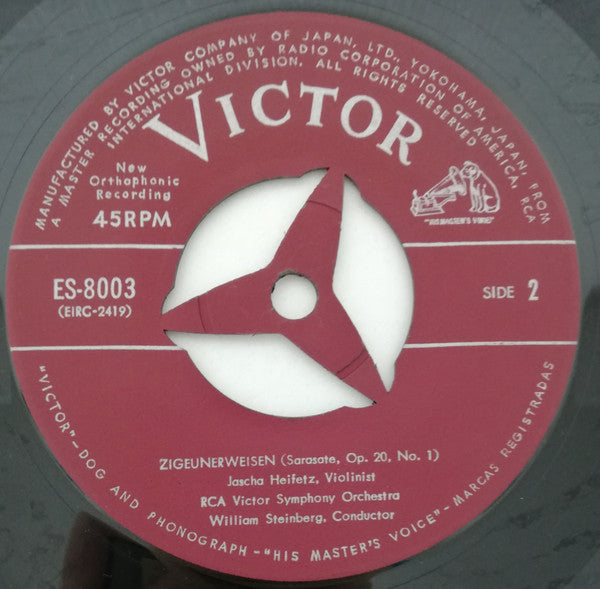 MANUFACTURED BY VICTOR COMPANY OF JAPAN, LTD., YOKOHAMA, JAPAN, FROM
A MASTER RECORDING OWNED BY RADIO CORPORATION OF AMERICA, RCA
INTERNATIONAL DIVISION. ALL RIGHTS RESERVED
VICTOR
New
Orthophonic
Recording
45RPM
"HIS MASTER'S VOICE"
ES-8003
(EIRC-2419)
SIDE 2
ZIGEUNERWEISEN (Sarasate, Op. 20, No. 1)
Jascha Heifetz, Violinist
RCA Victor Symphony Orchestra
William Steinberg, Conductor
"VICTOR"–DOG AND PHONOGRAPH–"HIS MASTER'S VOICE"–MARCAS REGISTRADAS